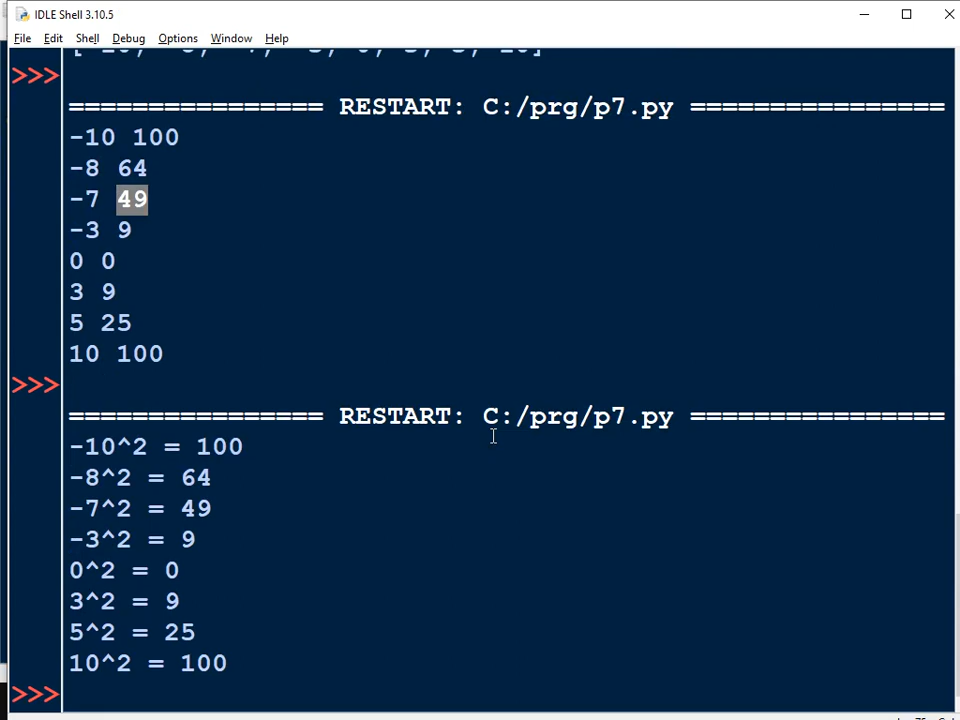 IDLE Shell 3.10.5
File Edit Shell Debug Options Window Help
>>>
================ RESTART: C:/prg/p7.py ================
-10 100
-8 64
-7 49
-3 9
0 0
3 9
5 25
10 100
>>>
================ RESTART: C:/prg/p7.py ================
-10^2 = 100
-8^2 = 64
-7^2 = 49
-3^2 = 9
0^2 = 0
3^2 = 9
5^2 = 25
10^2 = 100
>>>